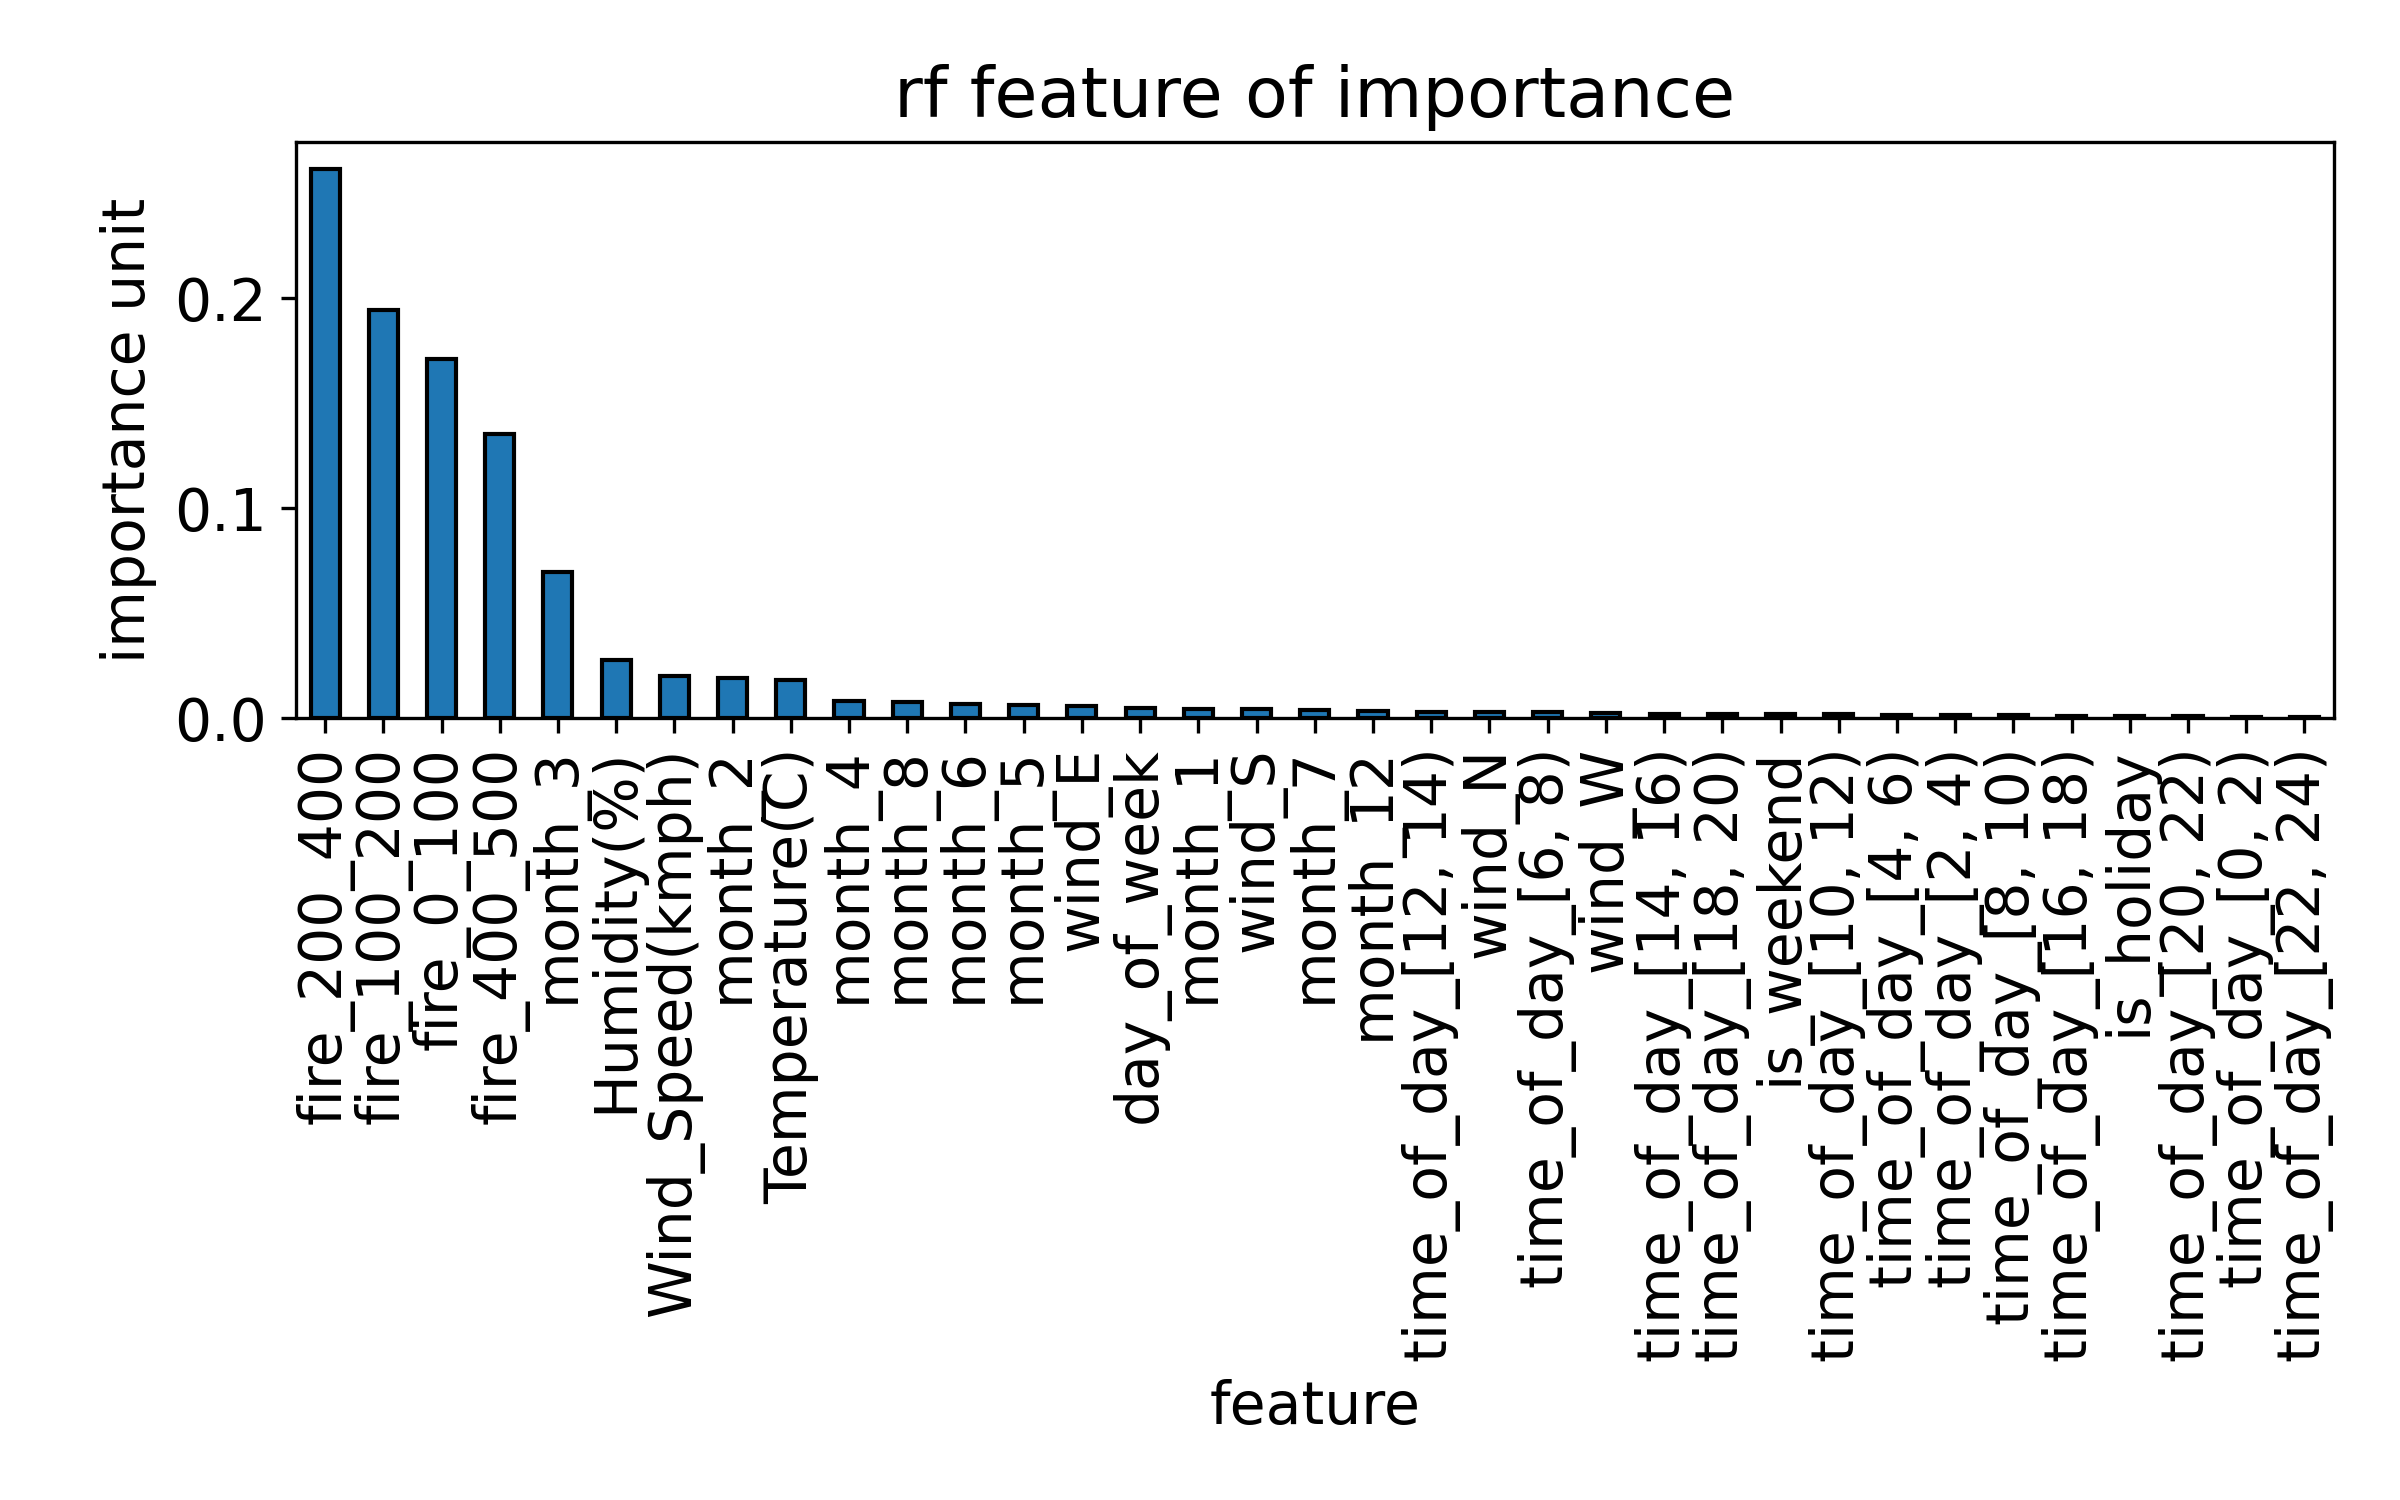 rf feature of importance
importance unit
0.2
0.1
0.0
fire_200_400
fire_100_200
fire_0_100
fire_400_500
month_3
Humidity(%)
Wind_Speed(kmph)
month_2
Temperature(C)
month_4
month_8
month_6
month_5
wind_E
day_of_week
month_1
wind_S
month_7
month_12
time_of_day_[12, 14)
wind_N
time_of_day_[6, 8)
wind_W
time_of_day_[14, 16)
time_of_day_[18, 20)
is_weekend
time_of_day_[10, 12)
time_of_day_[4, 6)
time_of_day_[2, 4)
time_of_day_[8, 10)
time_of_day_[16, 18)
is_holiday
time_of_day_[20, 22)
time_of_day_[0, 2)
time_of_day_[22, 24)
feature